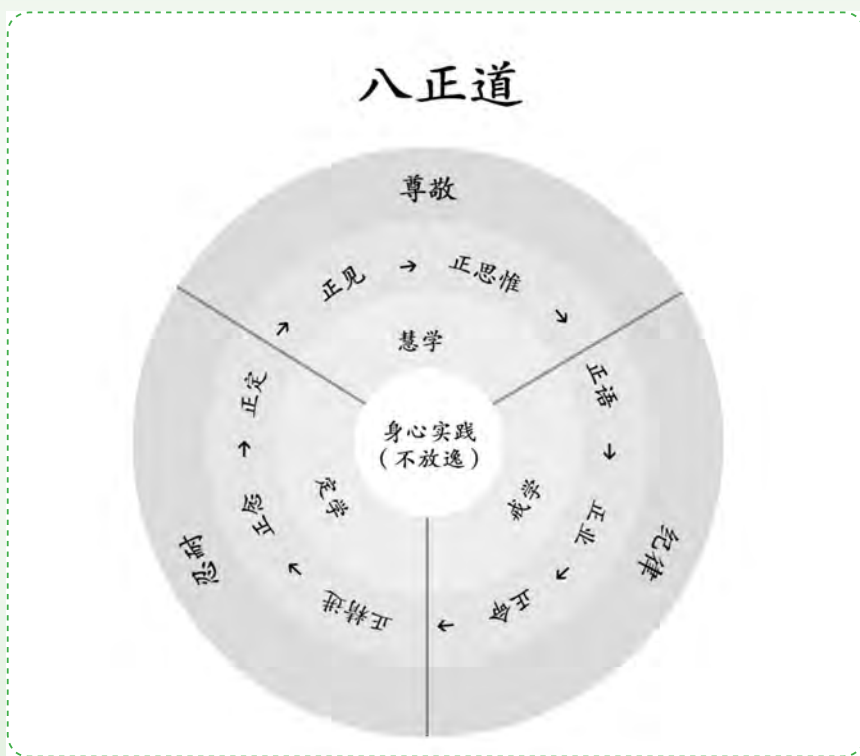 八正道
尊敬
正见
→
正思惟
↘
正语
→
正业
↙
正命
←
正精进
↖
正念
↑
正定
↗
慧学
戒学
定学
身心实践
(不放逸)
纪律
忍耐